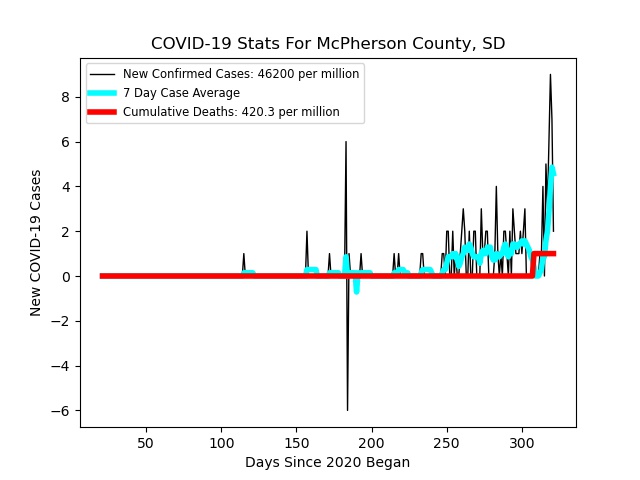 COVID-19 Stats For McPherson County, SD
New Confirmed Cases: 46200 per million
7 Day Case Average
Cumulative Deaths: 420.3 per million
New COVID-19 Cases
8
6
4
2
0
−2
−4
−6
50 100 150 200 250 300
Days Since 2020 Began